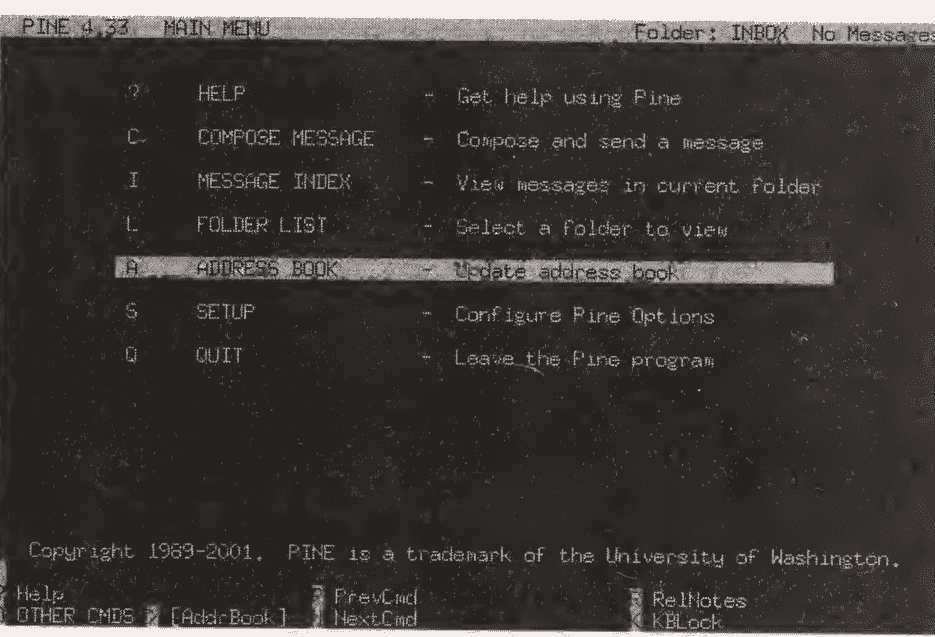 PINE 4.33 MAIN MENU Folder: INBOX No Messages
? HELP - Get help using Pine
C COMPOSE MESSAGE - Compose and send a message
I MESSAGE INDEX - View messages in current folder
L FOLDER LIST - Select a folder to view
A ADDRESS BOOK - Update address book
S SETUP - Configure Pine Options
Q QUIT - Leave the Pine program
Copyright 1989-2001. PINE is a trademark of the University of Washington.
? Help PrevCmd RelNotes
OTHER CMDS [AddrBook] NextCmd KBLock